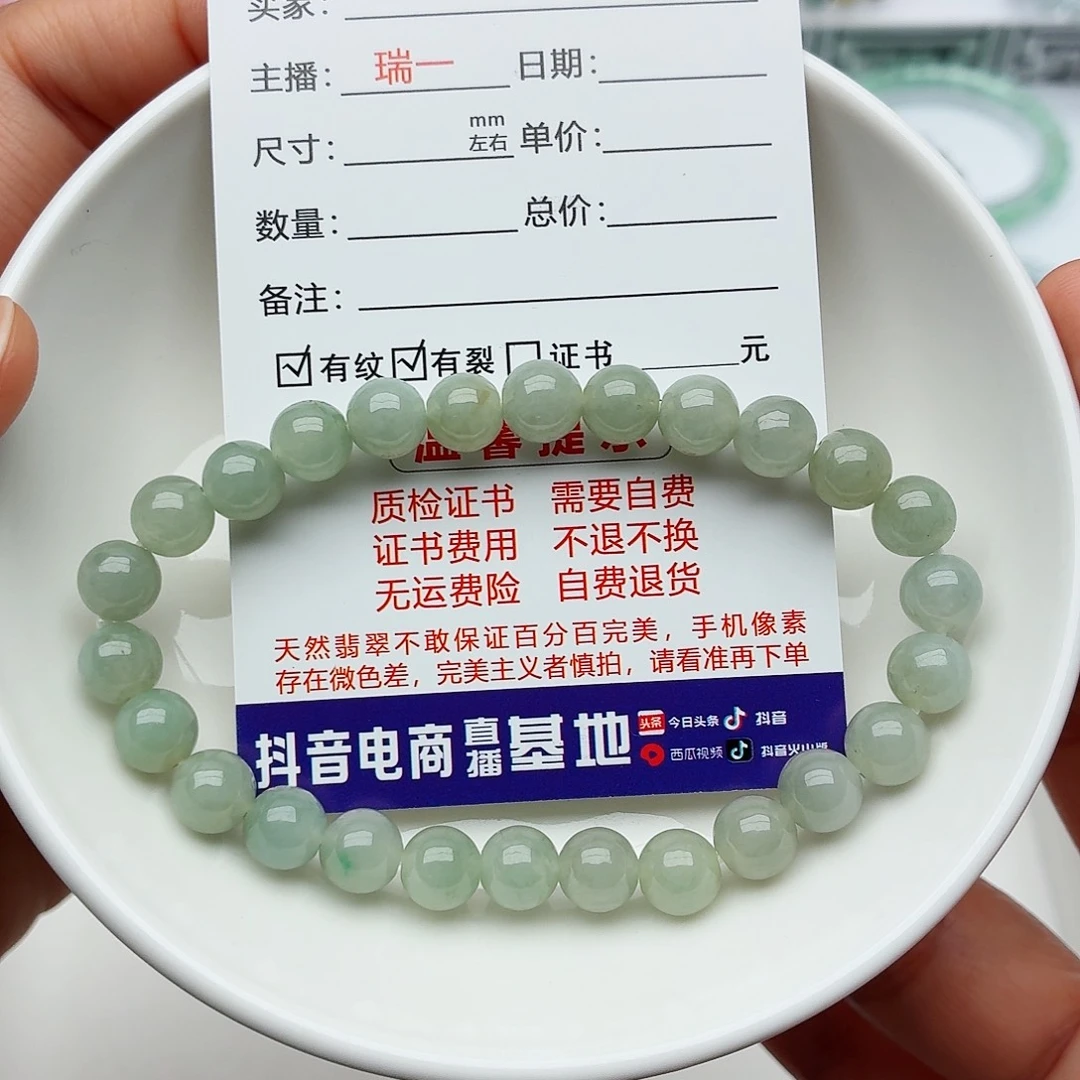 买家：
主播：瑞一 日期：
尺寸： mm 左右 单价：
数量： 总价：
备注：
☑有纹☑有裂☐证书 元
温馨提示
质检证书 需要自费
证书费用 不退不换
无运费险 自费退货
天然翡翠不敢保证百分百完美，手机像素
存在微色差，完美主义者慎拍，请看准再下单
抖音电商直播基地
头条 今日头条 抖音
西瓜视频 抖音火山版